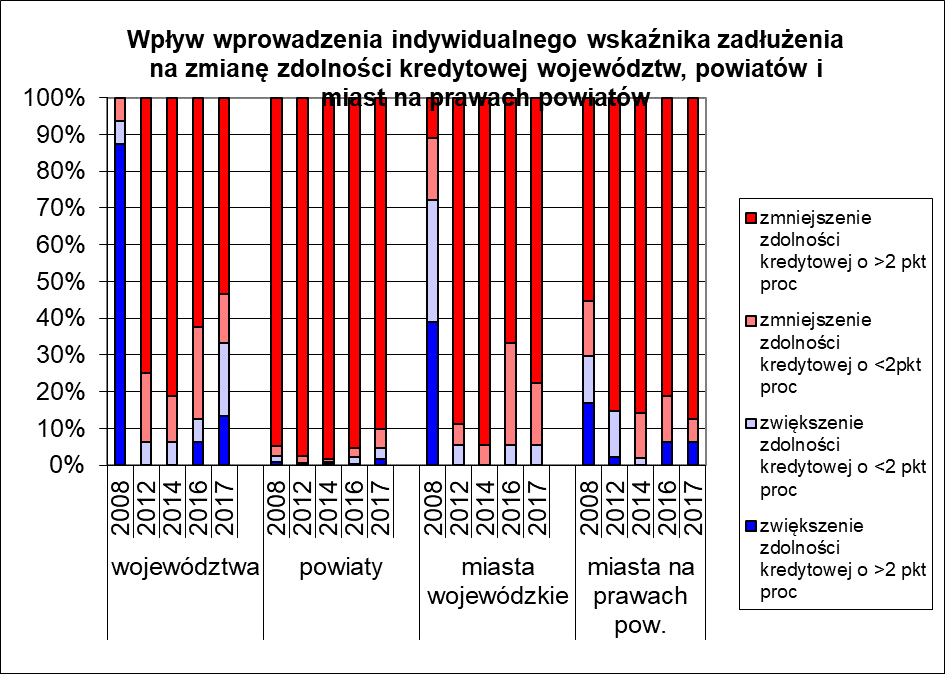 Wpływ wprowadzenia indywidualnego wskaźnika zadłużenia
na zmianę zdolności kredytowej województw, powiatów i
miast na prawach powiatów
100%
90%
80%
70%
60%
50%
40%
30%
20%
10%
0%
2008 2012 2014 2016 2017 2008 2012 2014 2016 2017 2008 2012 2014 2016 2017 2008 2012 2014 2016 2017
województwa powiaty miasta miasta na
wojewódzkie prawach
pow.
zmniejszenie
zdolności
kredytowej o >2 pkt
proc
zmniejszenie
zdolności
kredytowej o <2pkt
proc
zwiększenie
zdolności
kredytowej o <2 pkt
proc
zwiększenie
zdolności
kredytowej o >2 pkt
proc